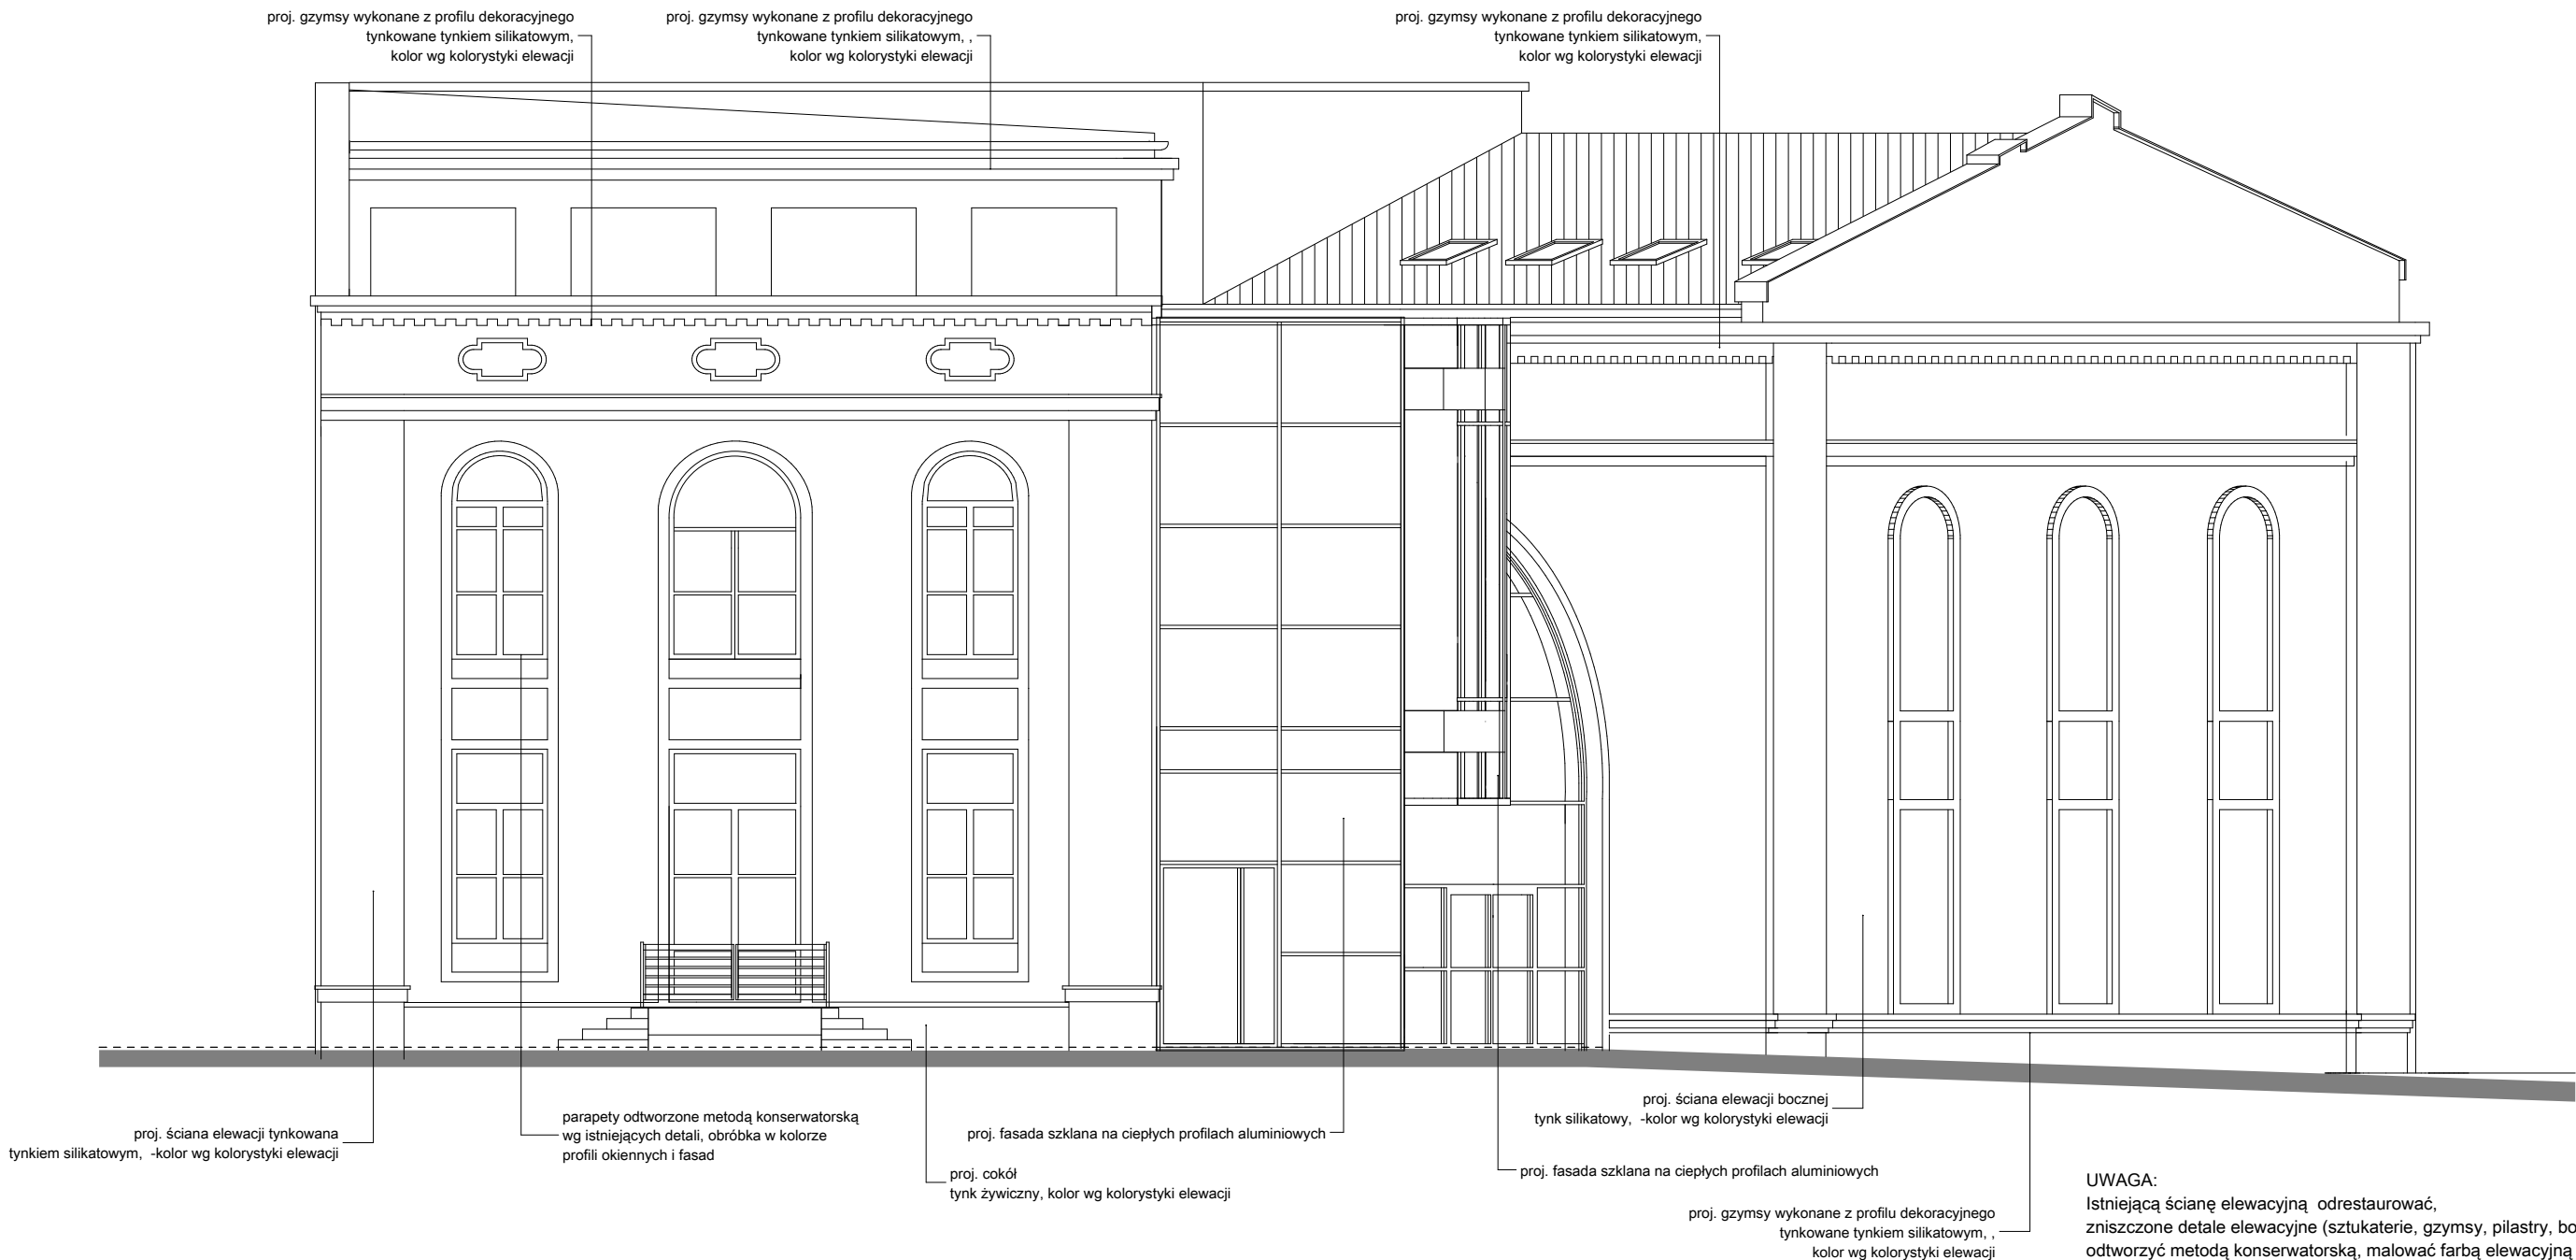 proj. gzymsy wykonane z profilu dekoracyjnego
tynkowane tynkiem silikatowym,
kolor wg kolorystyki elewacji
proj. gzymsy wykonane z profilu dekoracyjnego
tynkowane tynkiem silikatowym, ,
kolor wg kolorystyki elewacji
proj. gzymsy wykonane z profilu dekoracyjnego
tynkowane tynkiem silikatowym,
kolor wg kolorystyki elewacji
proj. ściana elewacji tynkowana
tynkiem silikatowym, -kolor wg kolorystyki elewacji
parapety odtworzone metodą konserwatorską
wg istniejących detali, obróbka w kolorze
profili okiennych i fasad
proj. cokół
tynk żywiczny, kolor wg kolorystyki elewacji
proj. fasada szklana na ciepłych profilach aluminiowych
proj. fasada szklana na ciepłych profilach aluminiowych
proj. ściana elewacji bocznej
tynk silikatowy, -kolor wg kolorystyki elewacji
proj. gzymsy wykonane z profilu dekoracyjnego
tynkowane tynkiem silikatowym, ,
kolor wg kolorystyki elewacji
UWAGA:
Istniejącą ścianę elewacyjną odrestaurować,
zniszczone detale elewacyjne (sztukaterie, gzymsy, pilastry, bo
odtworzyć metodą konserwatorską, malować farbą elewacyjną